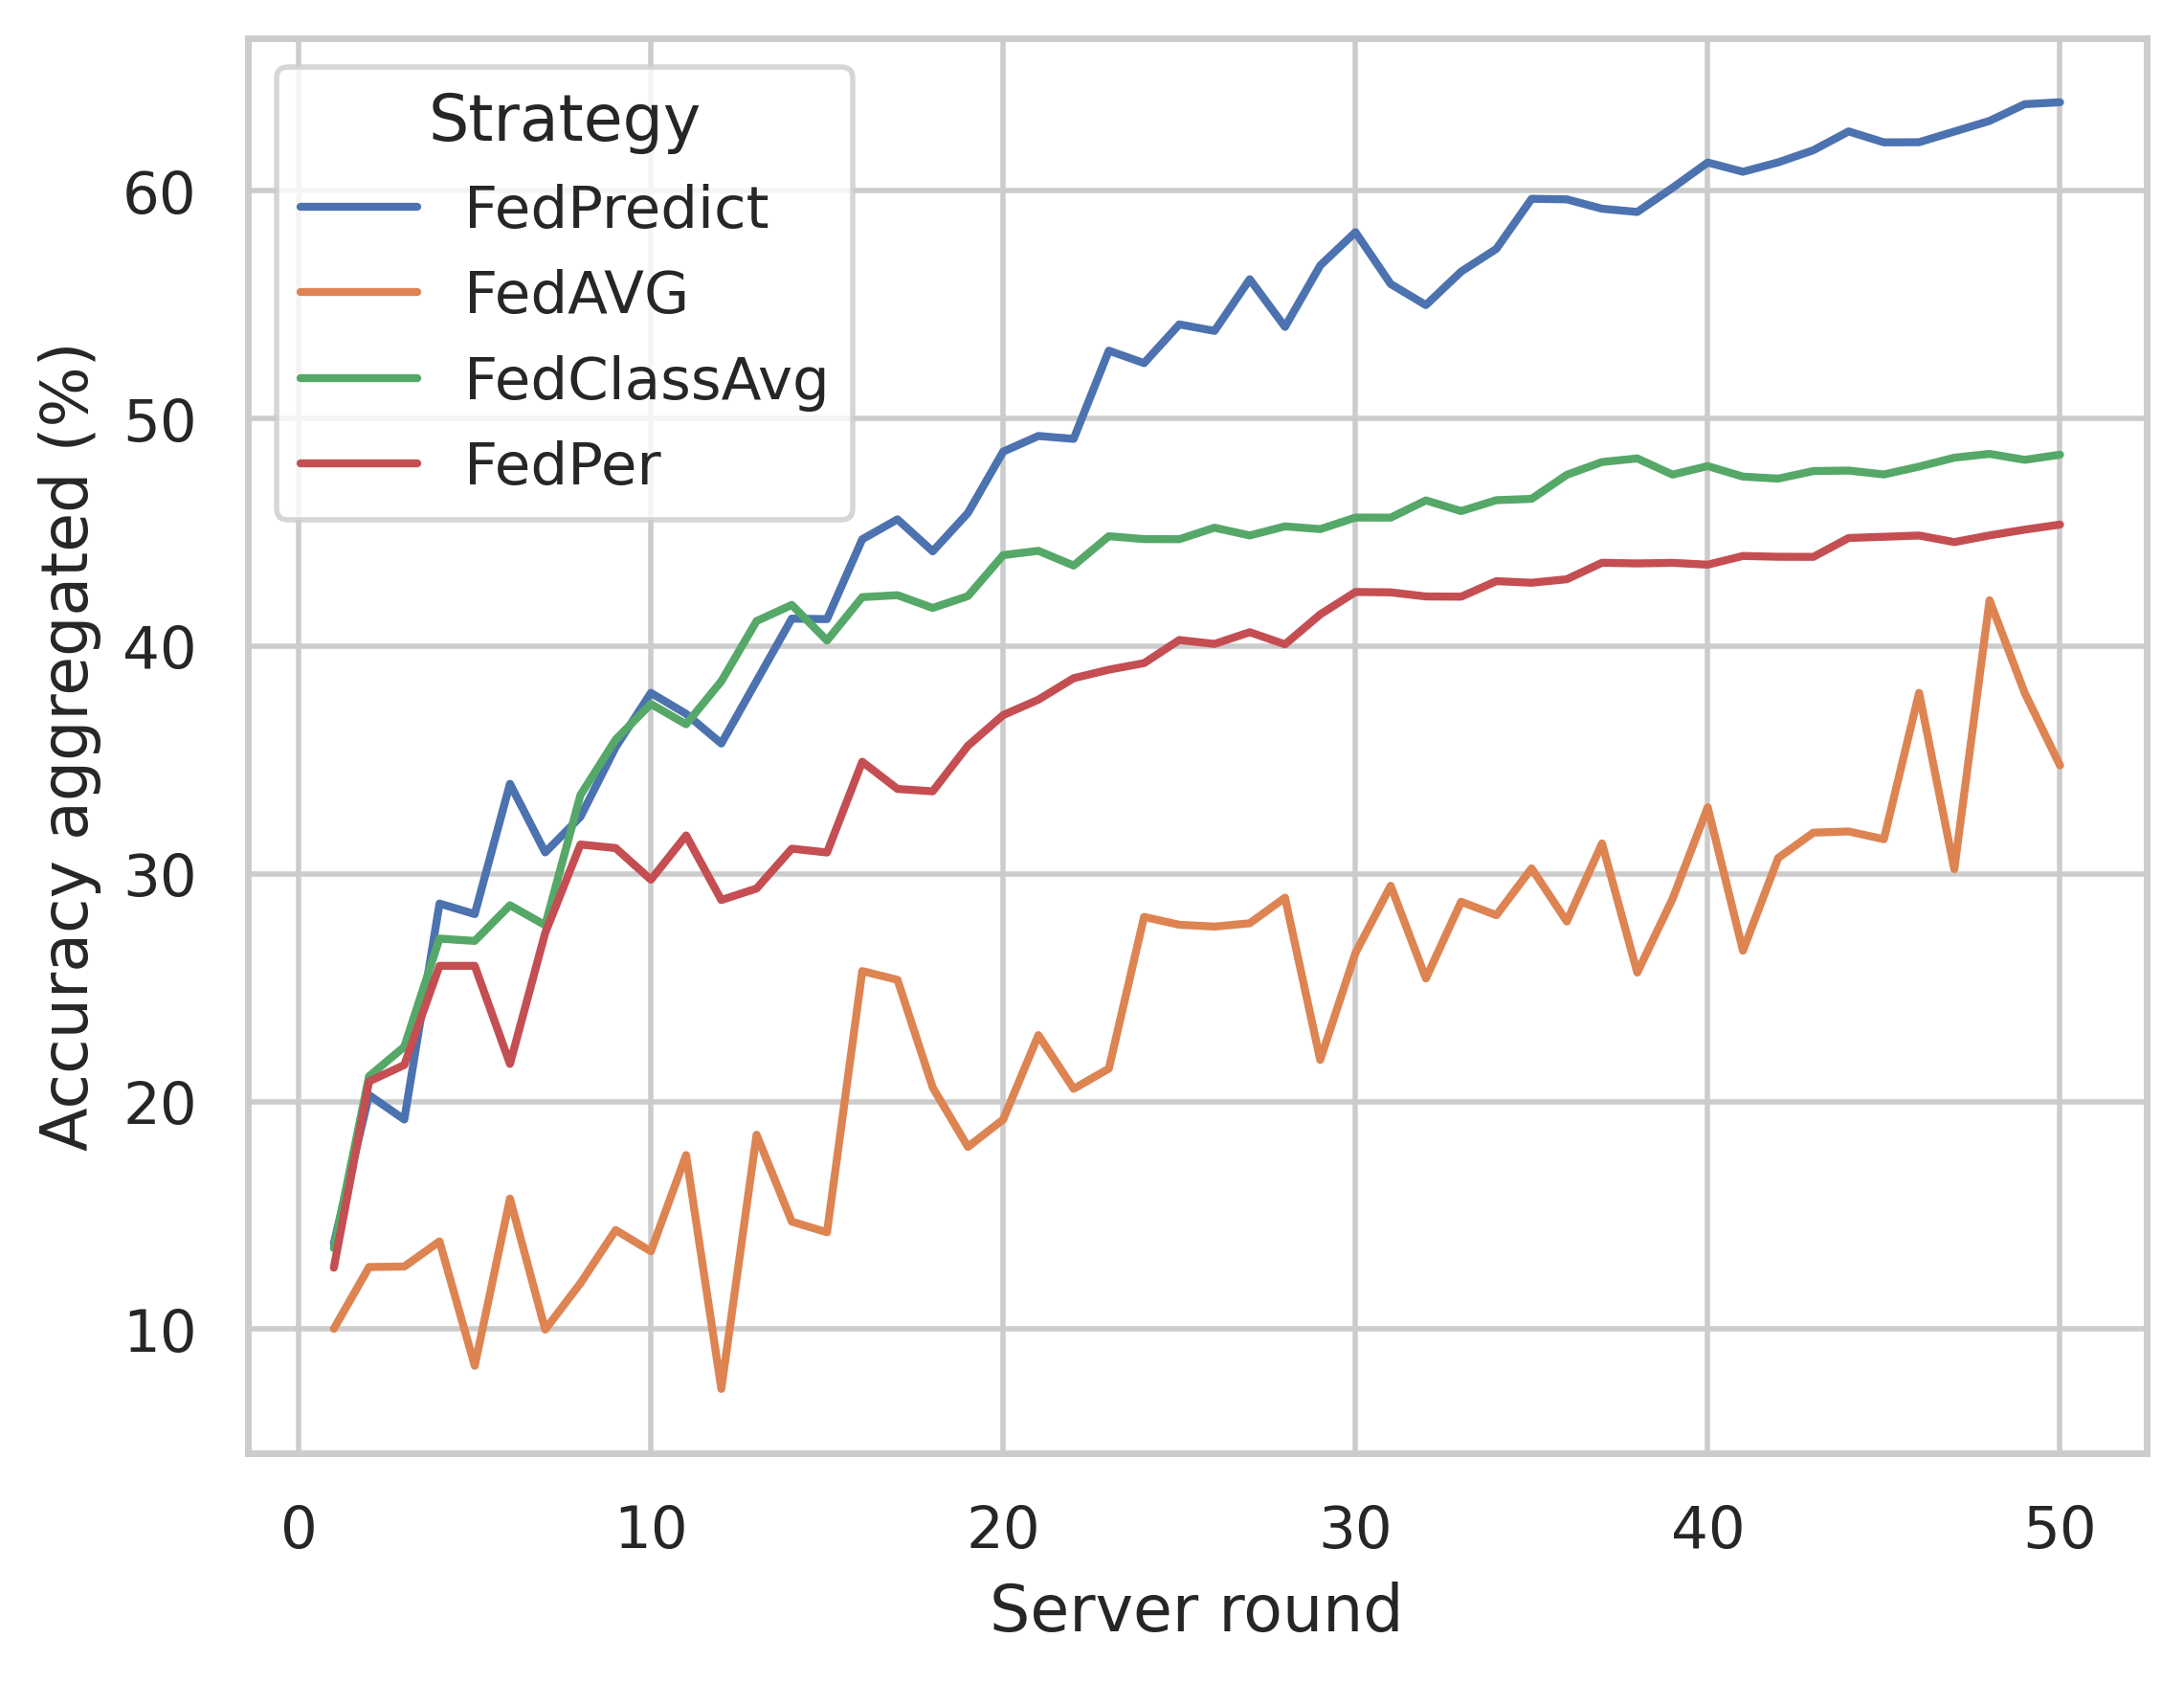 Strategy
FedPredict
FedAVG
FedClassAvg
FedPer
Accuracy aggregated (%)
60
50
40
30
20
10
0 10 20 30 40 50
Server round